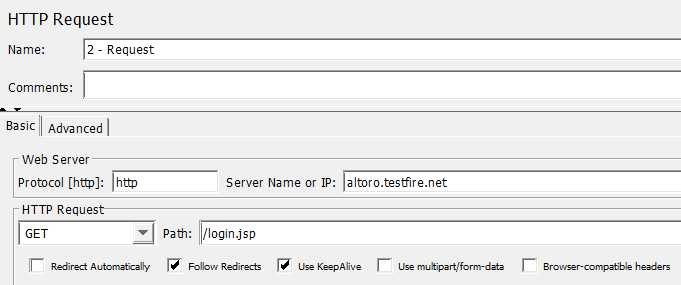 HTTP Request
Name: 2 - Request
Comments:
Basic Advanced
Web Server
Protocol [http]: http Server Name or IP: altoro.testfire.net
HTTP Request
GET Path: /login.jsp
Redirect Automatically Follow Redirects Use KeepAlive Use multipart/form-data Browser-compatible headers